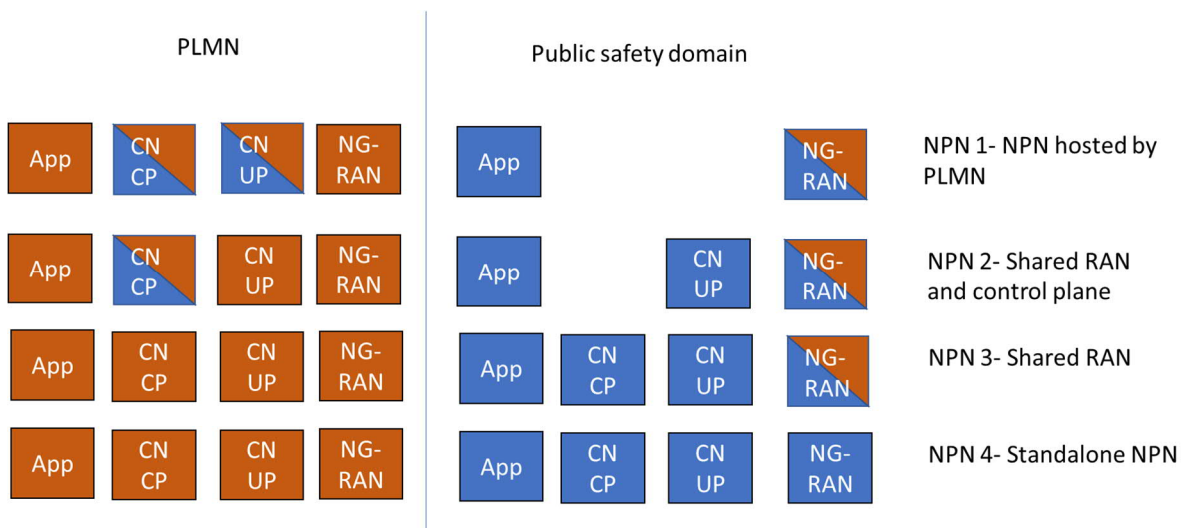 PLMN
Public safety domain
App
CN
CP
CN
UP
NG-
RAN
App
NG-
RAN
NPN 1- NPN hosted by
PLMN
App
CN
CP
CN
UP
NG-
RAN
App
CN
UP
NG-
RAN
NPN 2- Shared RAN
and control plane
App
CN
CP
CN
UP
NG-
RAN
App
CN
CP
CN
UP
NG-
RAN
NPN 3- Shared RAN
App
CN
CP
CN
UP
NG-
RAN
App
CN
CP
CN
UP
NG-
RAN
NPN 4- Standalone NPN